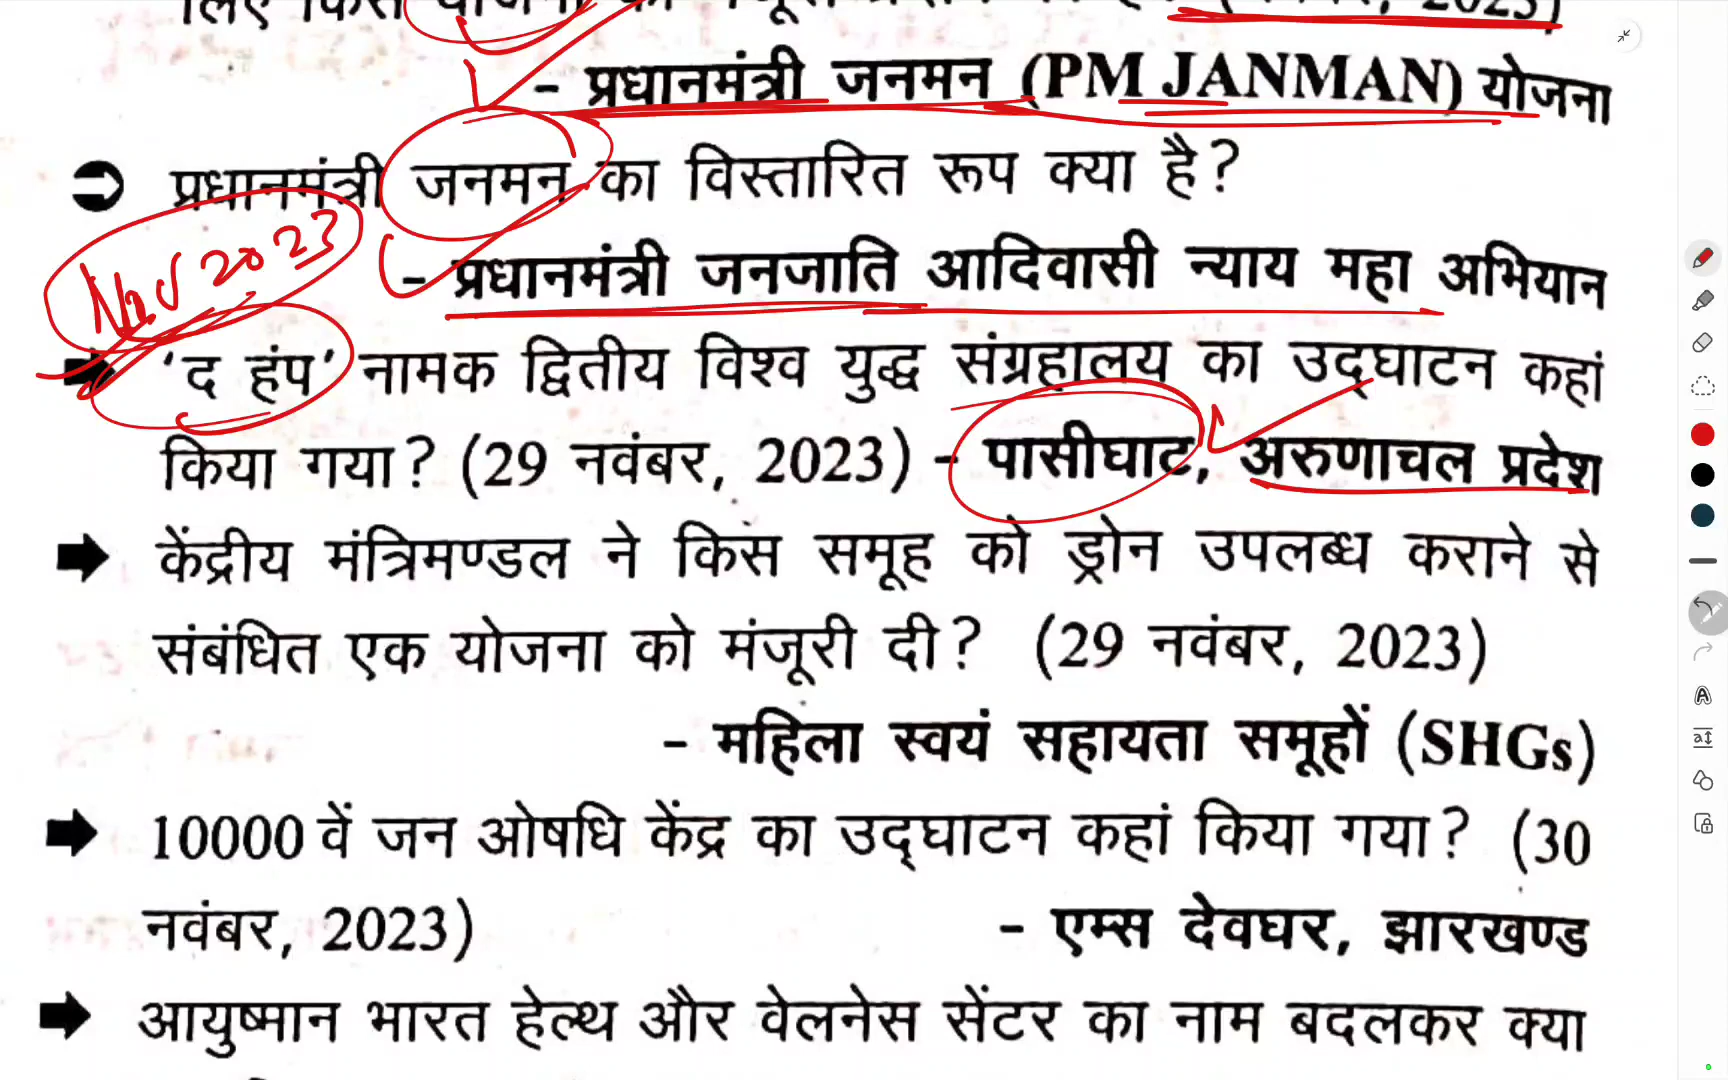 लिए किस योजना 2023)
- प्रधानमंत्री जनमन (PM JANMAN) योजना
प्रधानमंत्री जनमन का विस्तारित रूप क्या है?
Nov 2023
- प्रधानमंत्री जनजाति आदिवासी न्याय महा अभियान
'द हंप' नामक द्वितीय विश्व युद्ध संग्रहालय का उद्घाटन कहां
किया गया? (29 नवंबर, 2023) - पासीघाट, अरुणाचल प्रदेश
केंद्रीय मंत्रिमण्डल ने किस समूह को ड्रोन उपलब्ध कराने से
संबंधित एक योजना को मंजूरी दी? (29 नवंबर, 2023)
- महिला स्वयं सहायता समूहों (SHGs)
10000 वें जन ओषधि केंद्र का उद्घाटन कहां किया गया? (30
नवंबर, 2023) - एम्स देवघर, झारखण्ड
आयुष्मान भारत हेल्थ और वेलनेस सेंटर का नाम बदलकर क्या